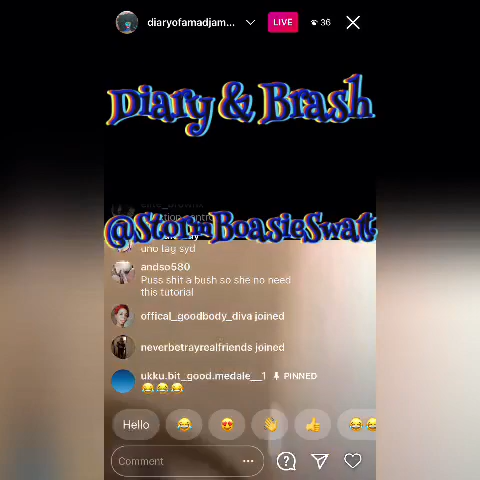 diaryofamadjam...
LIVE
36
Diary & Brash
@StormBoasieSwat
uno lag syd
andso580
Puss shit a bush so she no need
this tutorial
offical_goodbody_diva joined
neverbetrayrealfriends joined
ukku.bit_good.medale__1 PINNED
😂😂😂
Hello
Comment